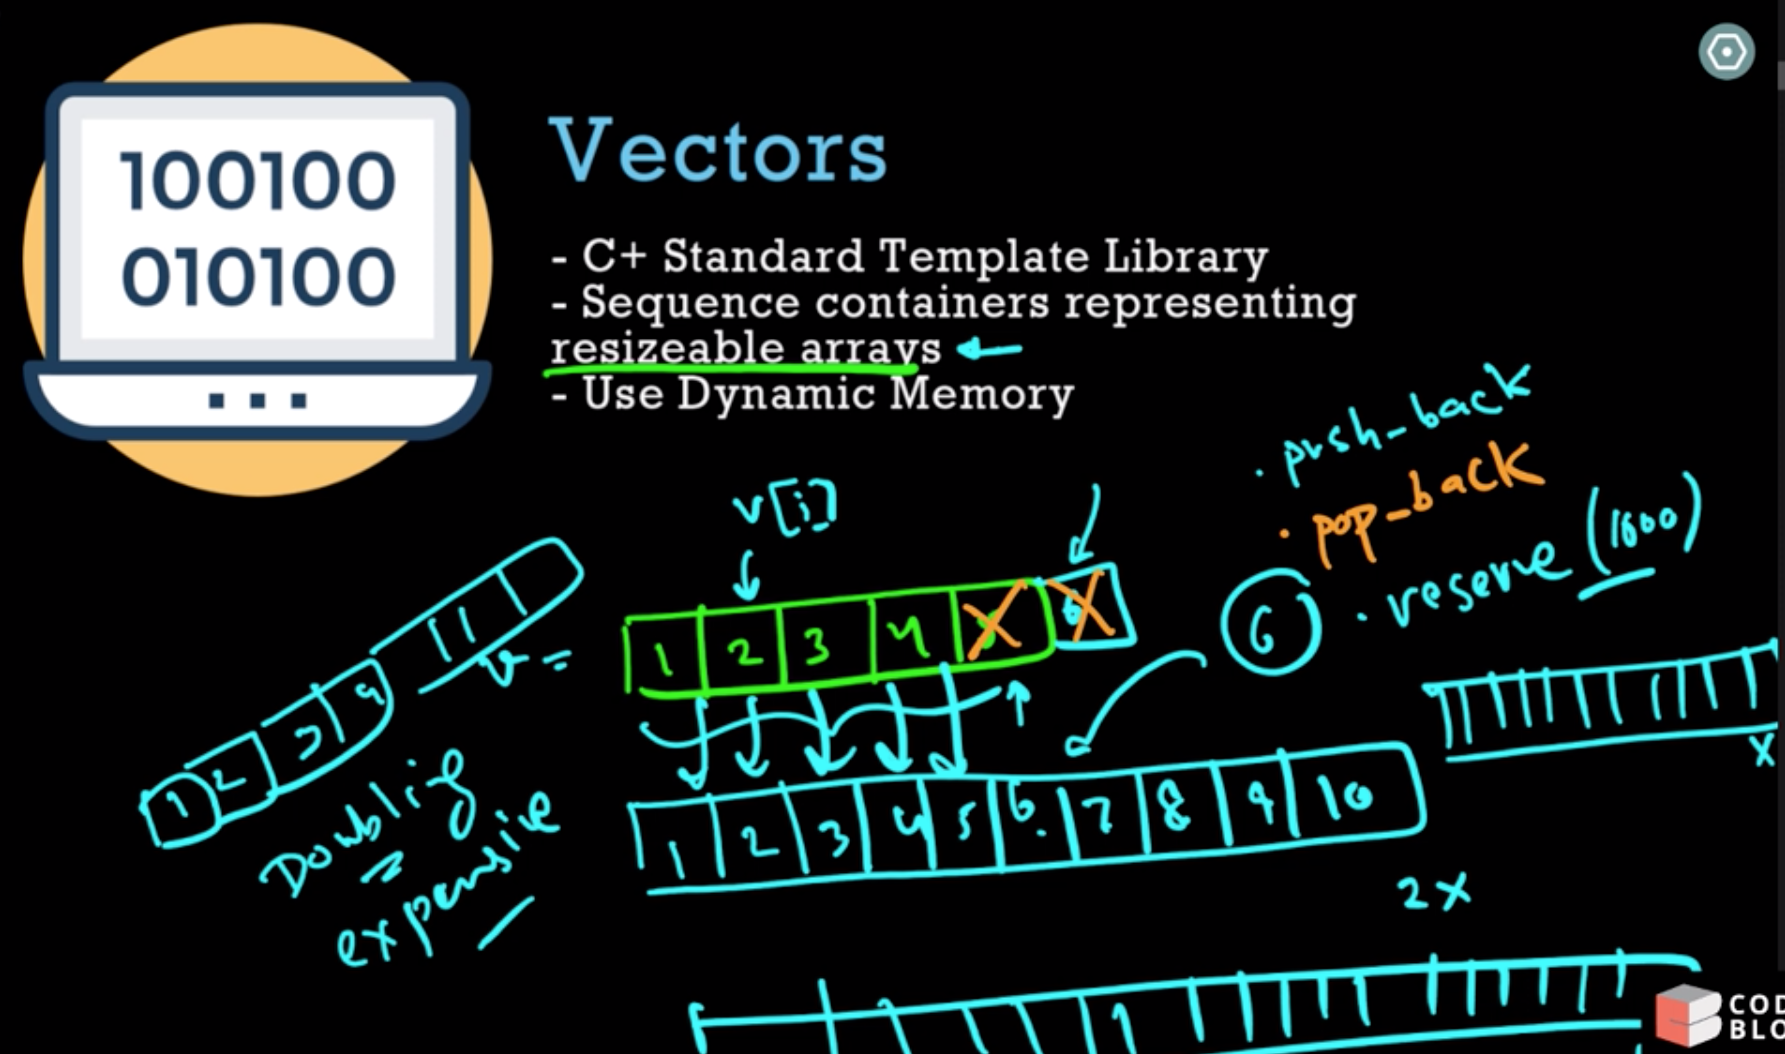 100100
010100
Vectors
- C+ Standard Template Library
- Sequence containers representing
resizeable arrays
- Use Dynamic Memory
. push_back
. pop_back
. reserve (1000)
v[i]
1 2 3 4
6
v =
1 2 3 4
1 2 3 4 5 6. 7 8 9 10
x
Doubling
expensive
2x
COD
BLO